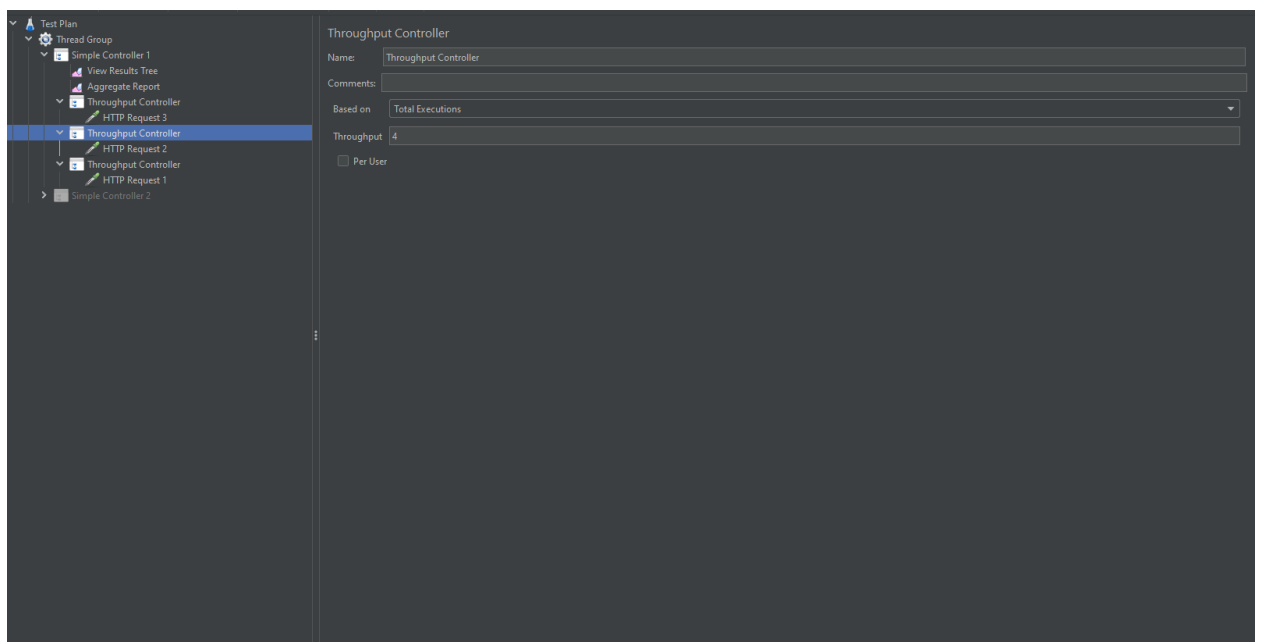 Test Plan
Thread Group
Simple Controller 1
View Results Tree
Aggregate Report
Throughput Controller
HTTP Request 3
Throughput Controller
HTTP Request 2
Throughput Controller
HTTP Request 1
Simple Controller 2
Throughput Controller
Name: Throughput Controller
Comments:
Based on Total Executions
Throughput 4
Per User